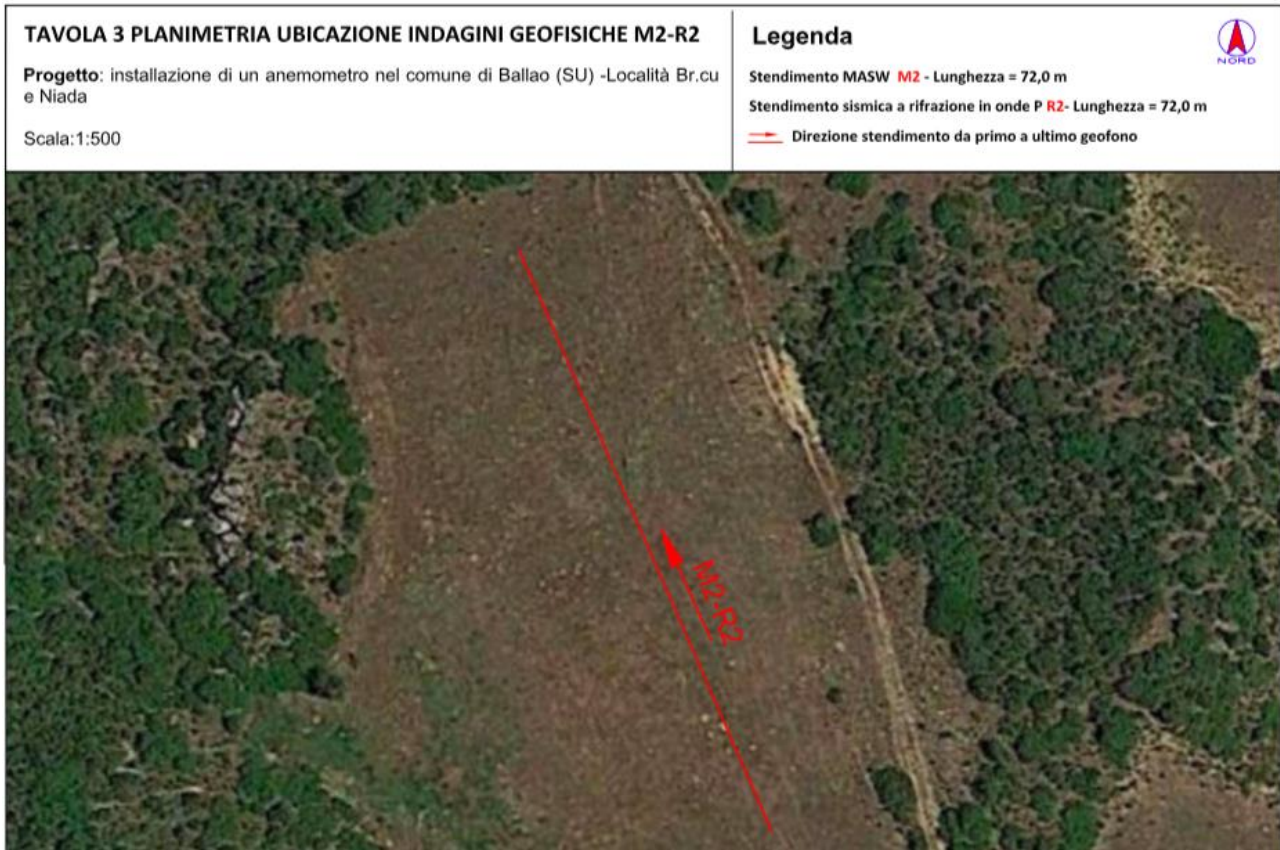 TAVOLA 3 PLANIMETRIA UBICAZIONE INDAGINI GEOFISICHE M2-R2
Progetto: installazione di un anemometro nel comune di Ballao (SU) -Località Br.cu
e Niada
Scala:1:500
Legenda
NORD
Stendimento MASW M2 - Lunghezza = 72,0 m
Stendimento sismica a rifrazione in onde P R2- Lunghezza = 72,0 m
Direzione stendimento da primo a ultimo geofono
M2-R2